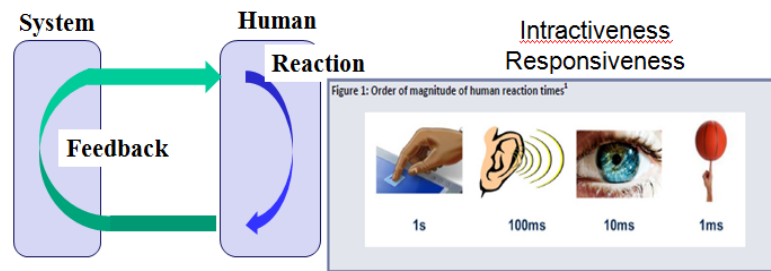 System
Human
Reaction
Feedback
Intractiveness
Responsiveness
Figure 1: Order of magnitude of human reaction times1
1s
100ms
10ms
1ms